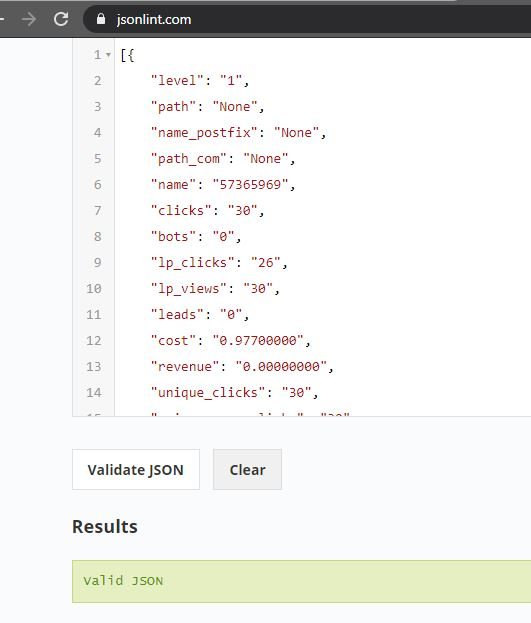 jsonlint.com
1 [{
2 "level": "1",
3 "path": "None",
4 "name_postfix": "None",
5 "path_com": "None",
6 "name": "57365969",
7 "clicks": "30",
8 "bots": "0",
9 "lp_clicks": "26",
10 "lp_views": "30",
11 "leads": "0",
12 "cost": "0.97700000",
13 "revenue": "0.00000000",
14 "unique_clicks": "30",
Validate JSON Clear
Results
Valid JSON